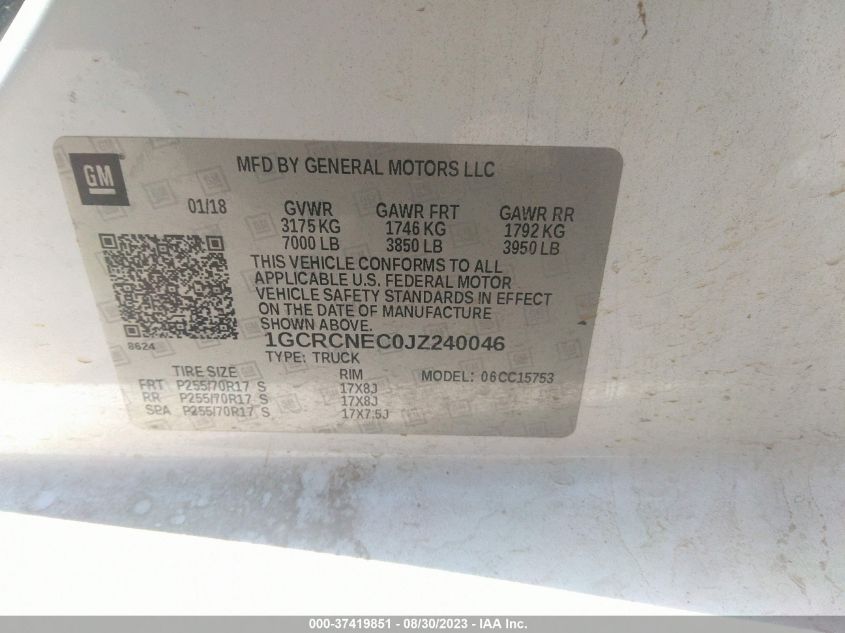 GM
MFD BY GENERAL MOTORS LLC
01/18
GVWR GAWR FRT GAWR RR
3175 KG 1746 KG 1792 KG
7000 LB 3850 LB 3950 LB
THIS VEHICLE CONFORMS TO ALL
APPLICABLE U.S. FEDERAL MOTOR
VEHICLE SAFETY STANDARDS IN EFFECT
ON THE DATE OF MANUFACTURE
SHOWN ABOVE.
8624
1GCRCNEC0JZ240046
TYPE: TRUCK
TIRE SIZE RIM MODEL: 06CC15753
FRT P255/70R17 S 17X8J
RR P255/70R17 S 17X8J
SPA P255/70R17 S 17X7.5J
000-37419851 - 08/30/2023 - IAA Inc.